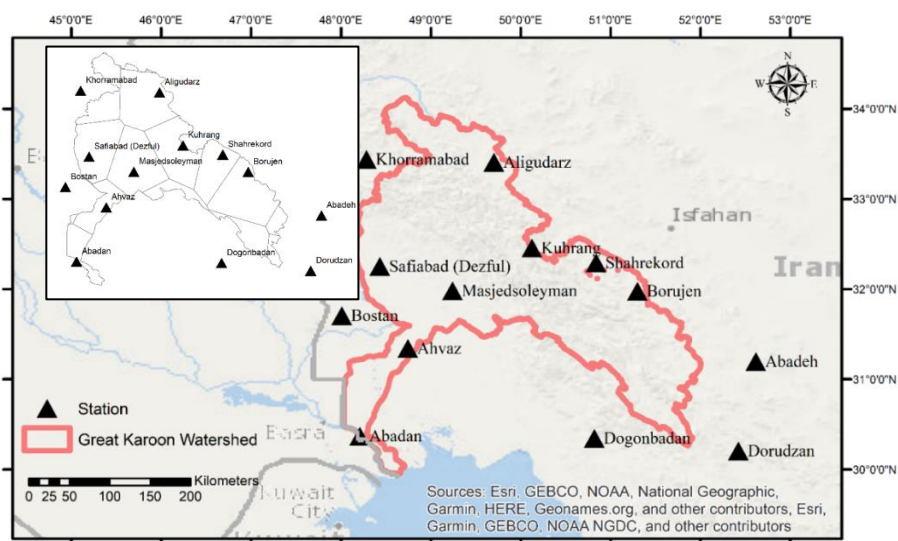 45°0'0" 46°0'0" 47°0'0" 48°0'0" 49°0'0" 50°0'0" 51°0'0" 52°0'0" 53°0'0"
N
W E
S
34°0'0"N
33°0'0"N
32°0'0"N
31°0'0"N
30°0'0"N
Khorramabad
Aligudarz
Kuhrang
Safiabad (Dezful)
Shahrekord
Masjedsoleyman
Borujen
Bostan
Ahvaz
Abadeh
Abadan
Dogonbadan
Dorudzan
Khorramabad
Aligudarz
Isfahan
Kuhrang
Shahrekord
Safiabad (Dezful)
Iran
Masjedsoleyman
Borujen
Bostan
Ahvaz
Abadeh
Station
Basra
Abadan
Great Karoon Watershed
Dogonbadan
Dorudzan
Kilometers
0 25 50 100 150 200
Kuwait
City
Sources: Esri, GEBCO, NOAA, National Geographic,
Garmin, HERE, Geonames.org, and other contributors, Esri,
Garmin, GEBCO, NOAA NGDC, and other contributors